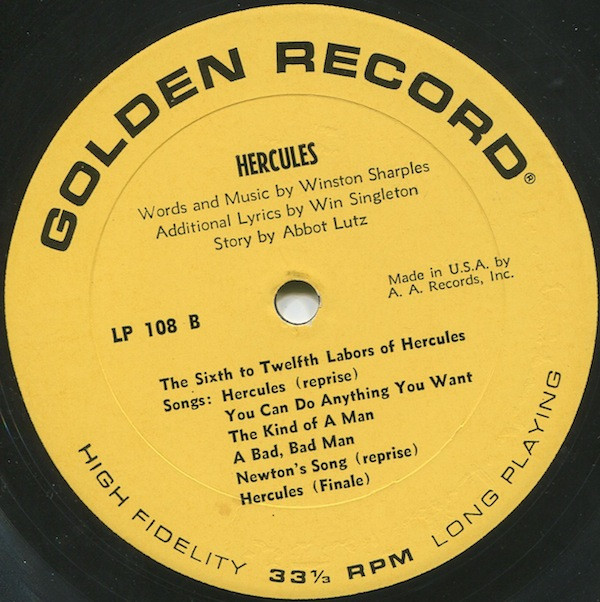 GOLDEN RECORD®
HERCULES
Words and Music by Winston Sharples
Additional Lyrics by Win Singleton
Story by Abbot Lutz
Made in U.S.A. by
A. A. Records, Inc.
LP 108 B
The Sixth to Twelfth Labors of Hercules
Songs: Hercules (reprise)
You Can Do Anything You Want
The Kind of A Man
A Bad, Bad Man
Newton's Song (reprise)
Hercules (Finale)
HIGH FIDELITY 33⅓ RPM LONG PLAYING